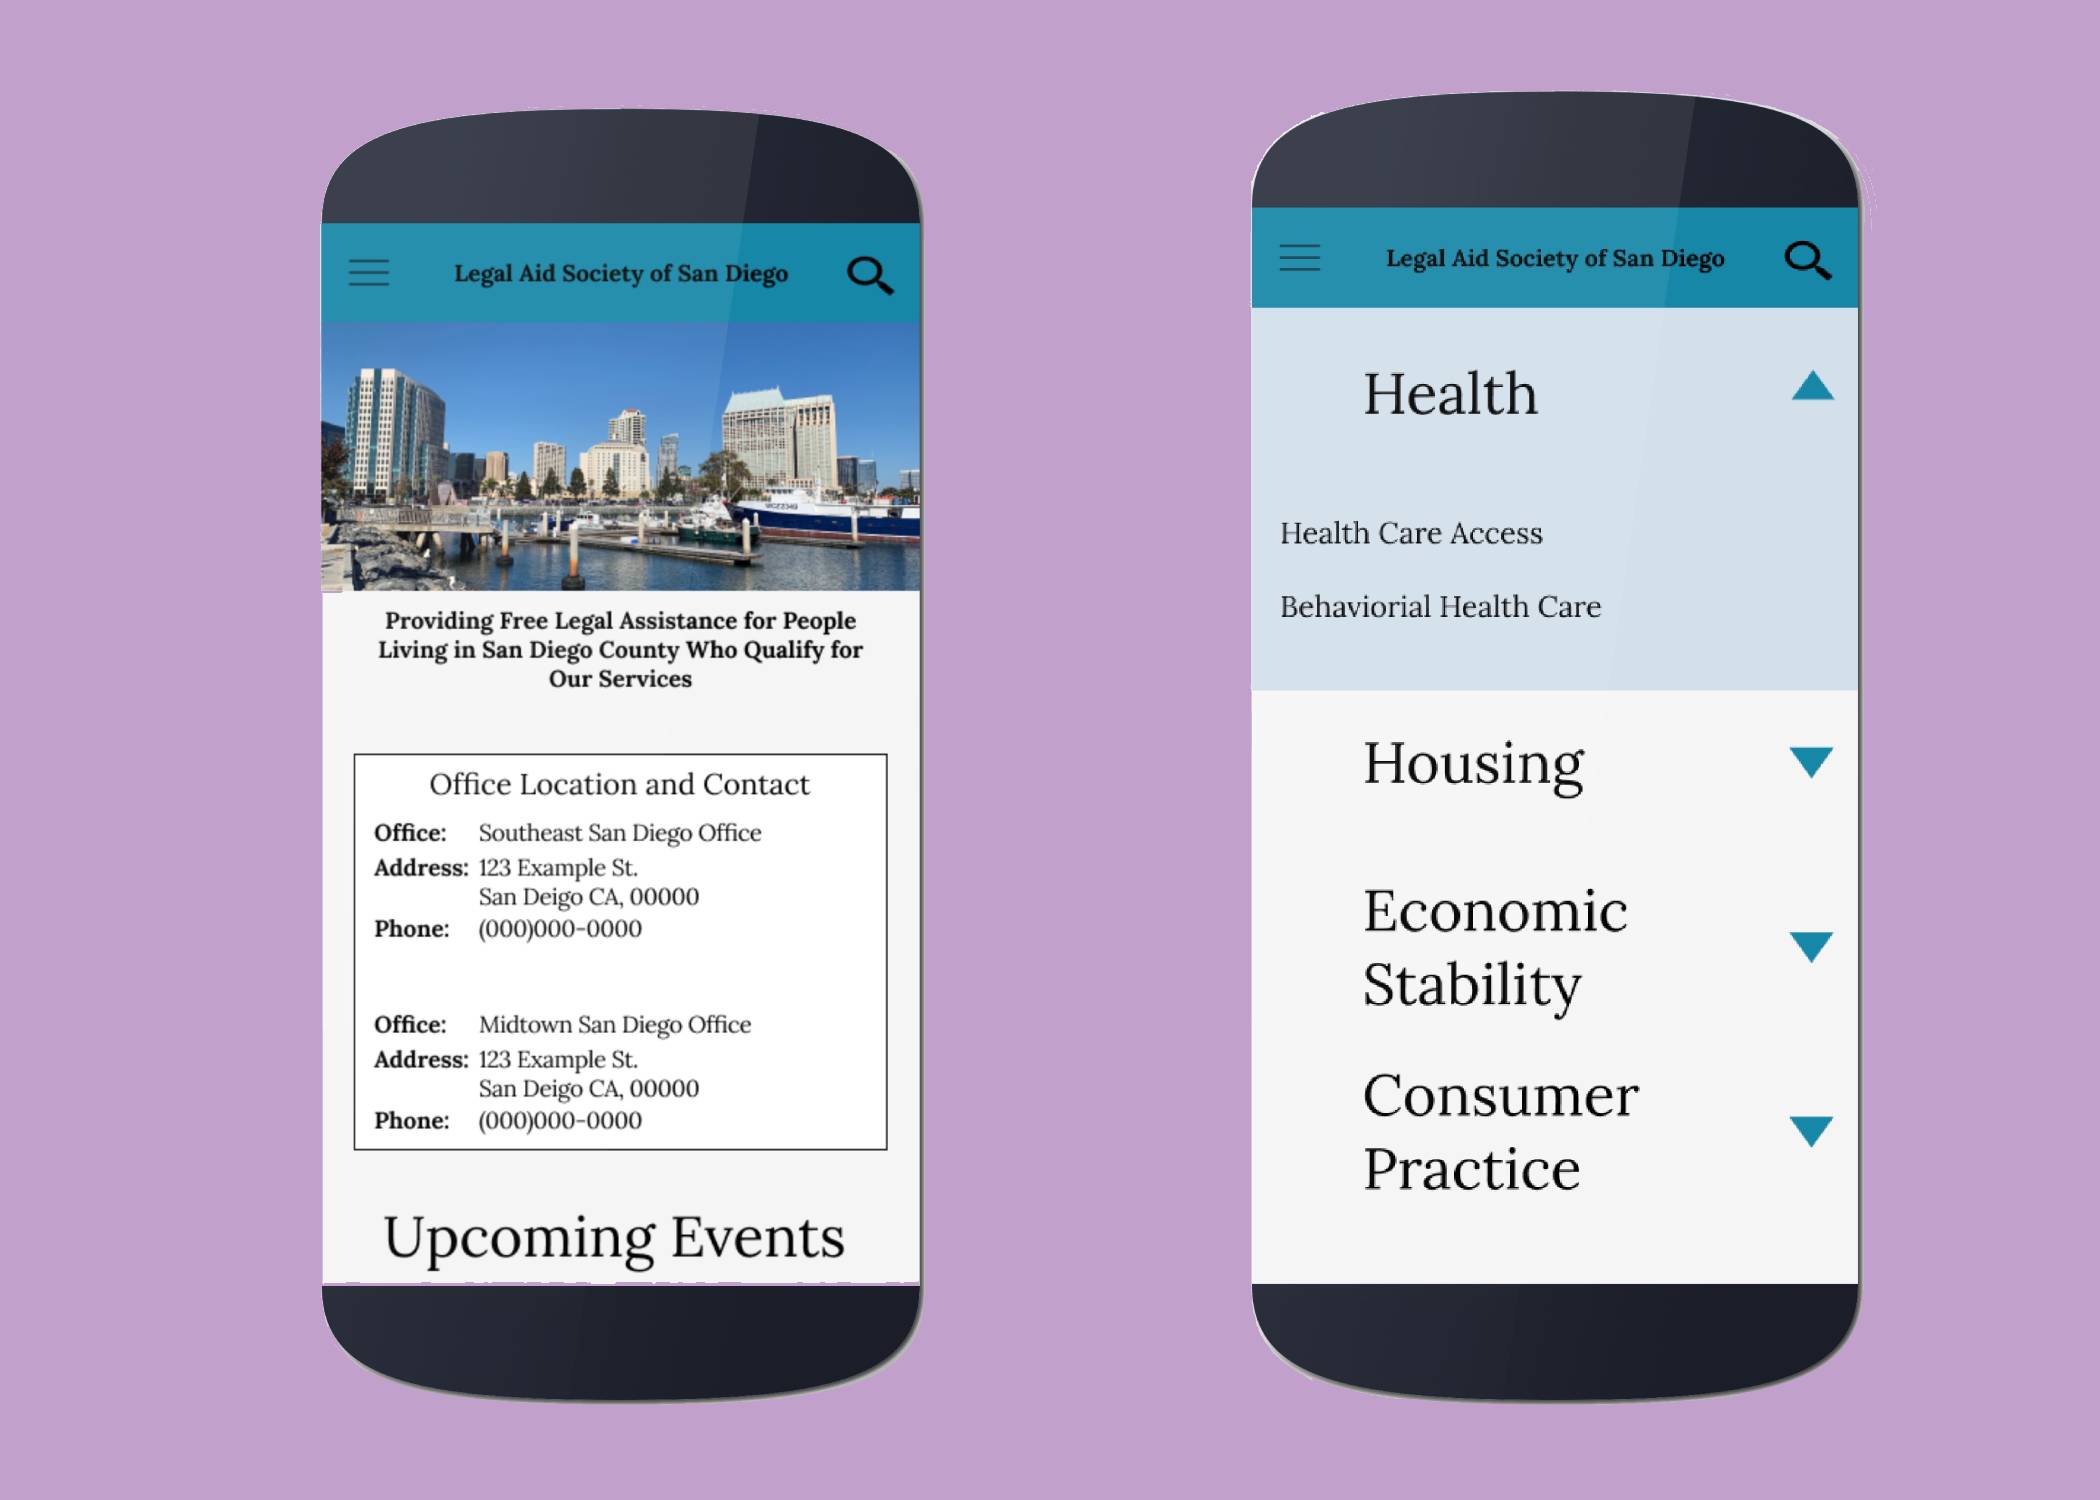 Legal Aid Society of San Diego
WCZ2349
Providing Free Legal Assistance for People
Living in San Diego County Who Qualify for
Our Services
Office Location and Contact
Office: Southeast San Diego Office
Address: 123 Example St.
San Deigo CA, 00000
Phone: (000)000-0000
Office: Midtown San Diego Office
Address: 123 Example St.
San Deigo CA, 00000
Phone: (000)000-0000
Upcoming Events
Legal Aid Society of San Diego
Health
Health Care Access
Behaviorial Health Care
Housing
Economic
Stability
Consumer
Practice